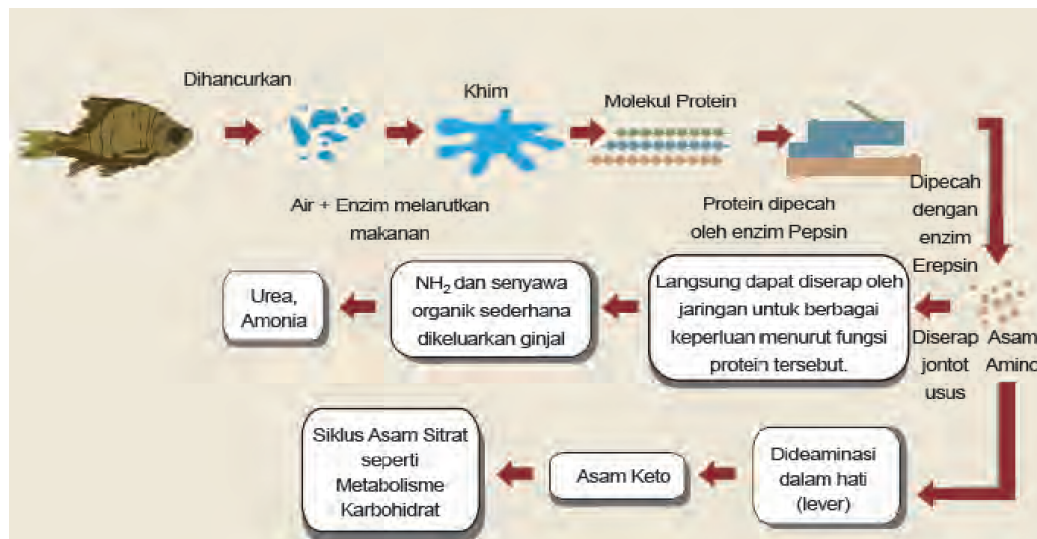 Dihancurkan
Khim
Molekul Protein
Air + Enzim melarutkan
makanan
Protein dipecah
oleh enzim Pepsin
Dipecah
dengan
enzim
Erepsin
Asam
Amino
Diserap
jontot
usus
Langsung dapat diserap oleh
jaringan untuk berbagai
keperluan menurut fungsi
protein tersebut.
NH₂ dan senyawa
organik sederhana
dikeluarkan ginjal
Urea,
Amonia
Dideaminasi
dalam hati
(lever)
Asam Keto
Siklus Asam Sitrat
seperti
Metabolisme
Karbohidrat